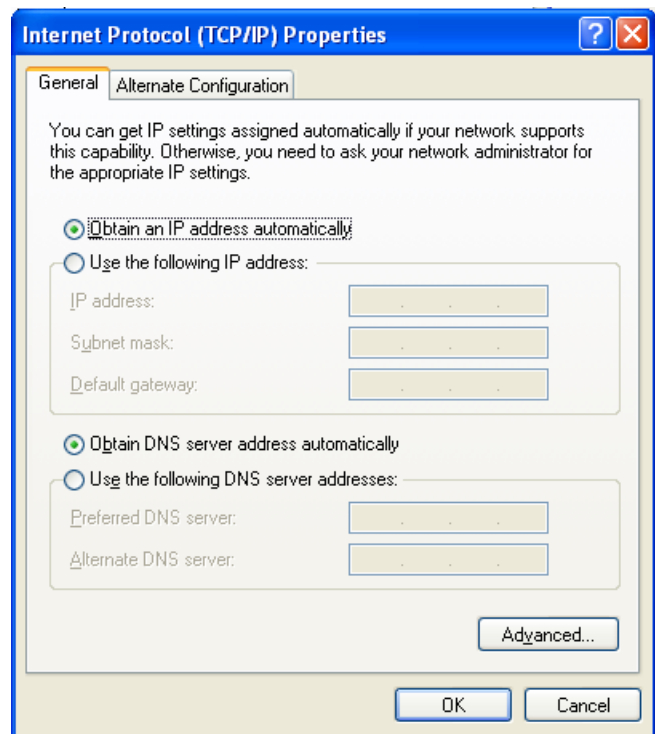 Internet Protocol (TCP/IP) Properties
General
Alternate Configuration
You can get IP settings assigned automatically if your network supports
this capability. Otherwise, you need to ask your network administrator for
the appropriate IP settings.
Obtain an IP address automatically
Use the following IP address:
IP address:
Subnet mask:
Default gateway:
Obtain DNS server address automatically
Use the following DNS server addresses:
Preferred DNS server:
Alternate DNS server:
Advanced...
OK
Cancel